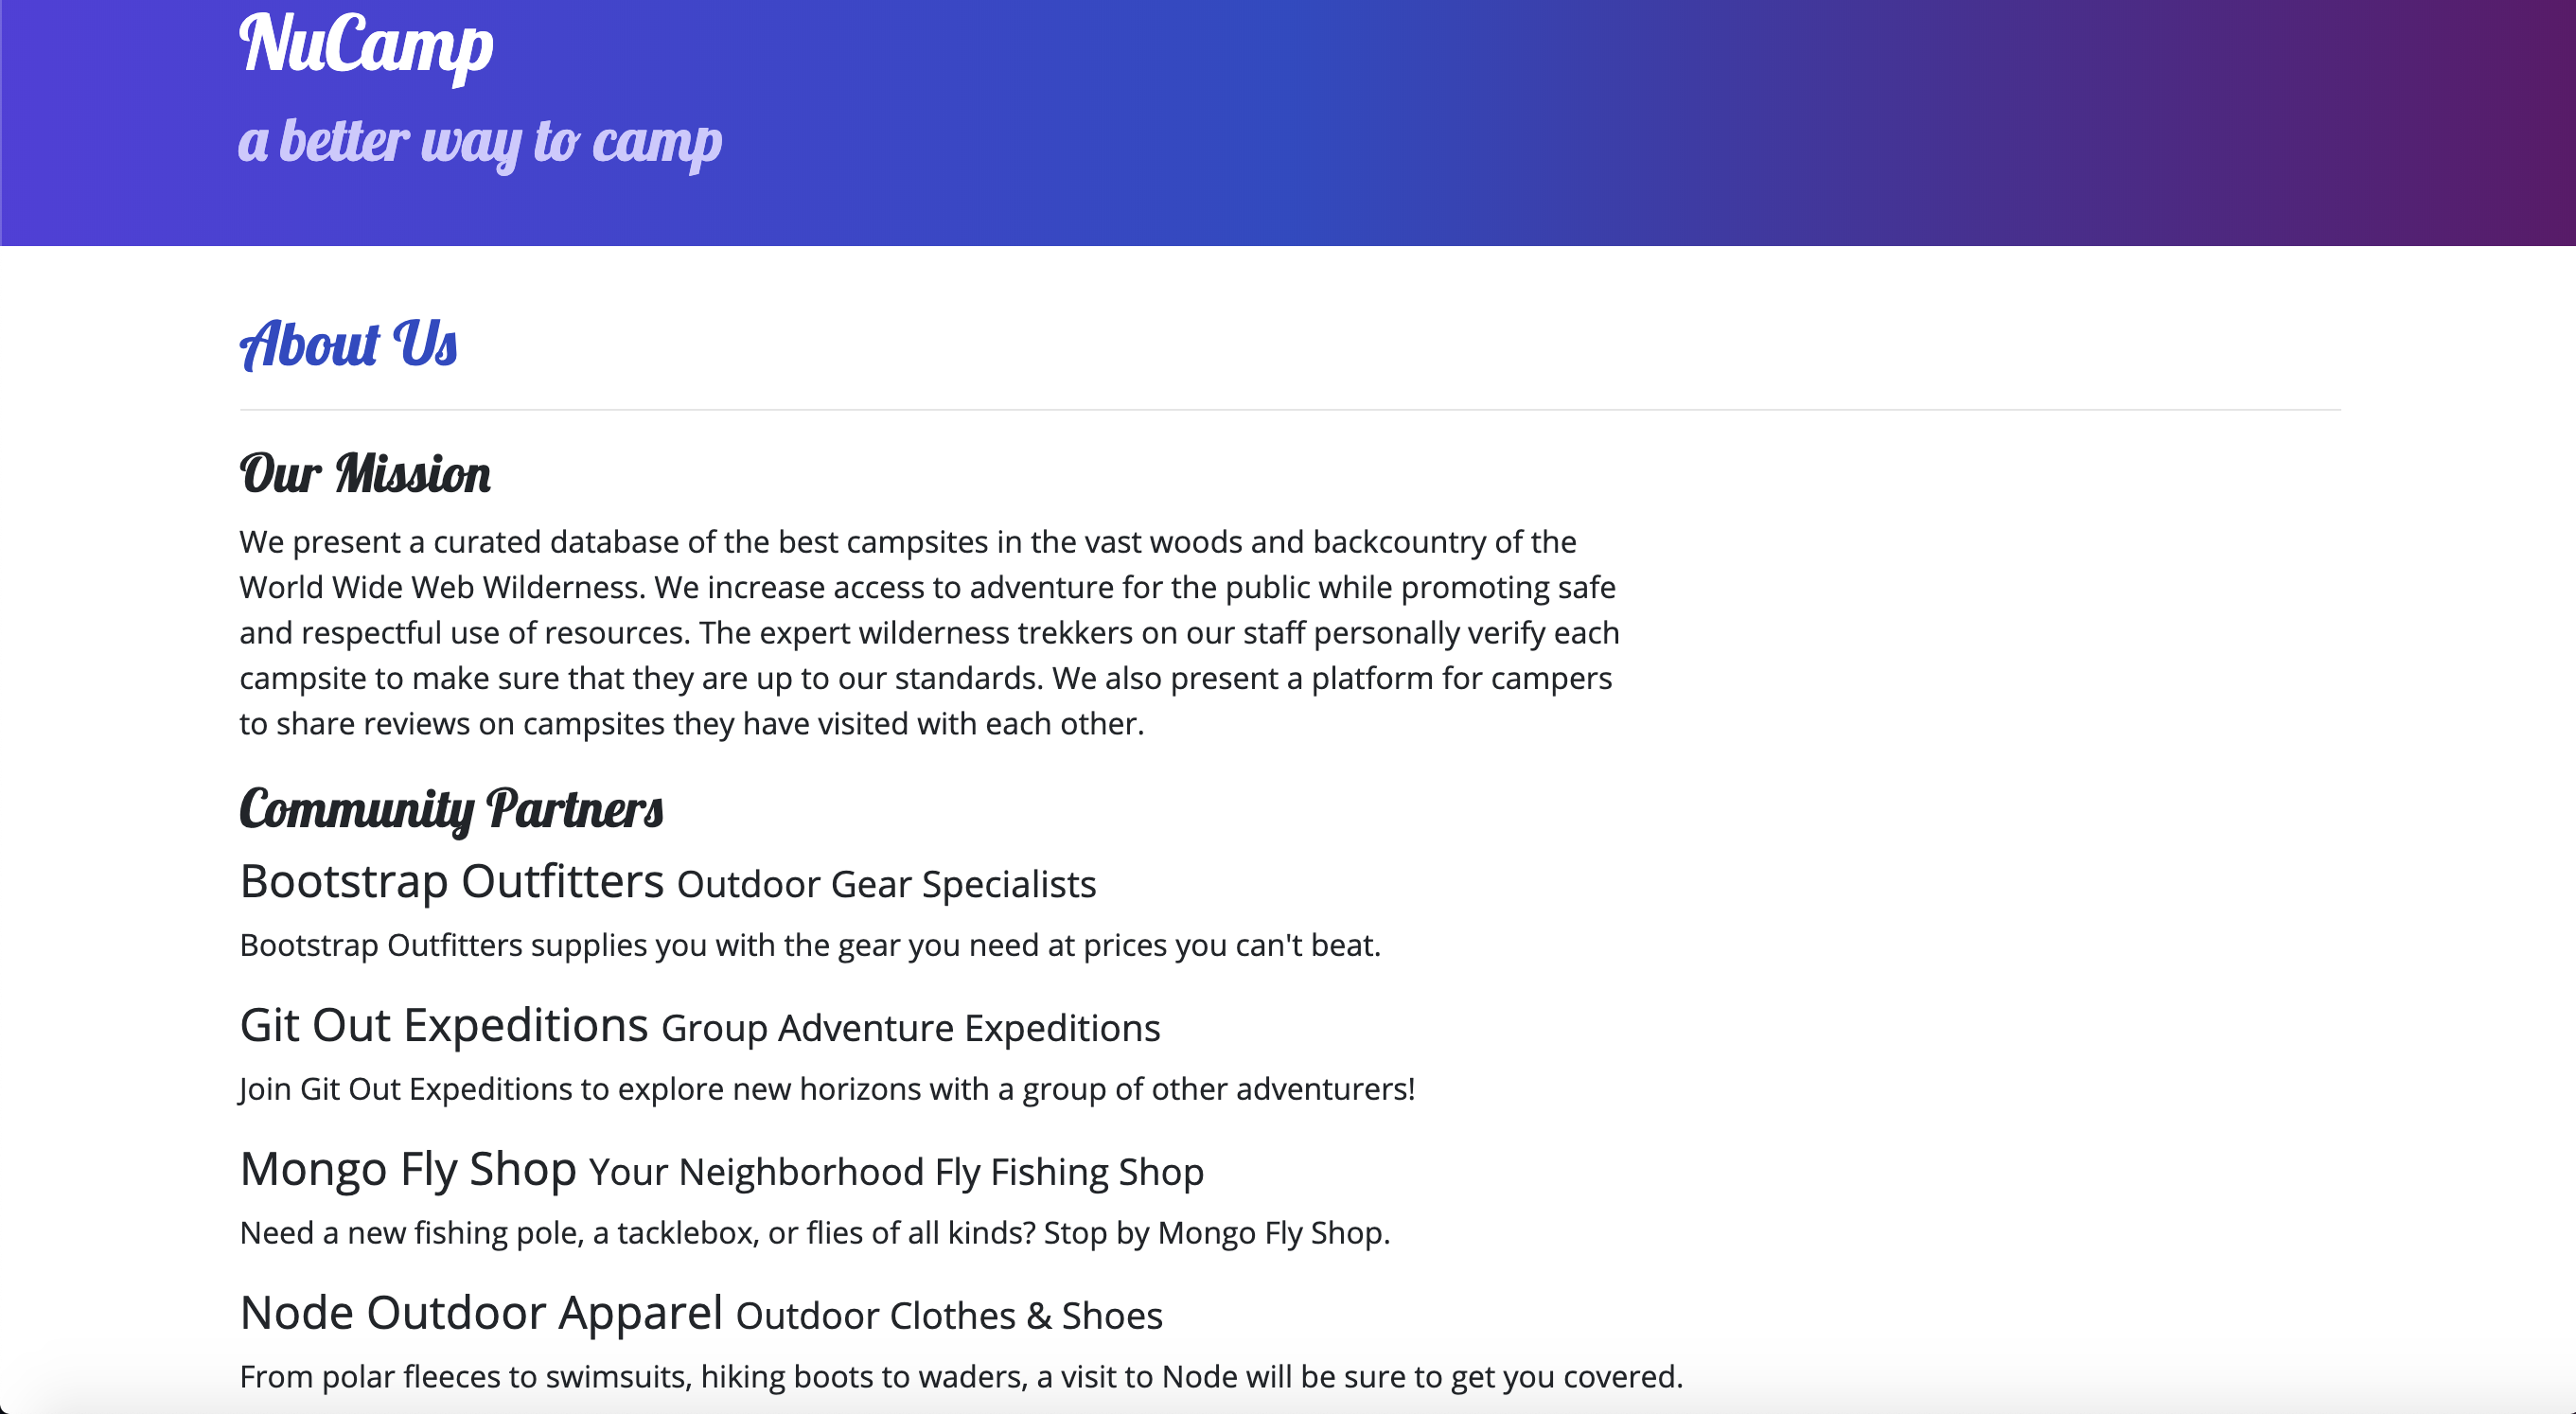 NuCamp
a better way to camp
About Us
Our Mission
We present a curated database of the best campsites in the vast woods and backcountry of the
World Wide Web Wilderness. We increase access to adventure for the public while promoting safe
and respectful use of resources. The expert wilderness trekkers on our staff personally verify each
campsite to make sure that they are up to our standards. We also present a platform for campers
to share reviews on campsites they have visited with each other.
Community Partners
Bootstrap Outfitters Outdoor Gear Specialists
Bootstrap Outfitters supplies you with the gear you need at prices you can't beat.
Git Out Expeditions Group Adventure Expeditions
Join Git Out Expeditions to explore new horizons with a group of other adventurers!
Mongo Fly Shop Your Neighborhood Fly Fishing Shop
Need a new fishing pole, a tacklebox, or flies of all kinds? Stop by Mongo Fly Shop.
Node Outdoor Apparel Outdoor Clothes & Shoes
From polar fleeces to swimsuits, hiking boots to waders, a visit to Node will be sure to get you covered.